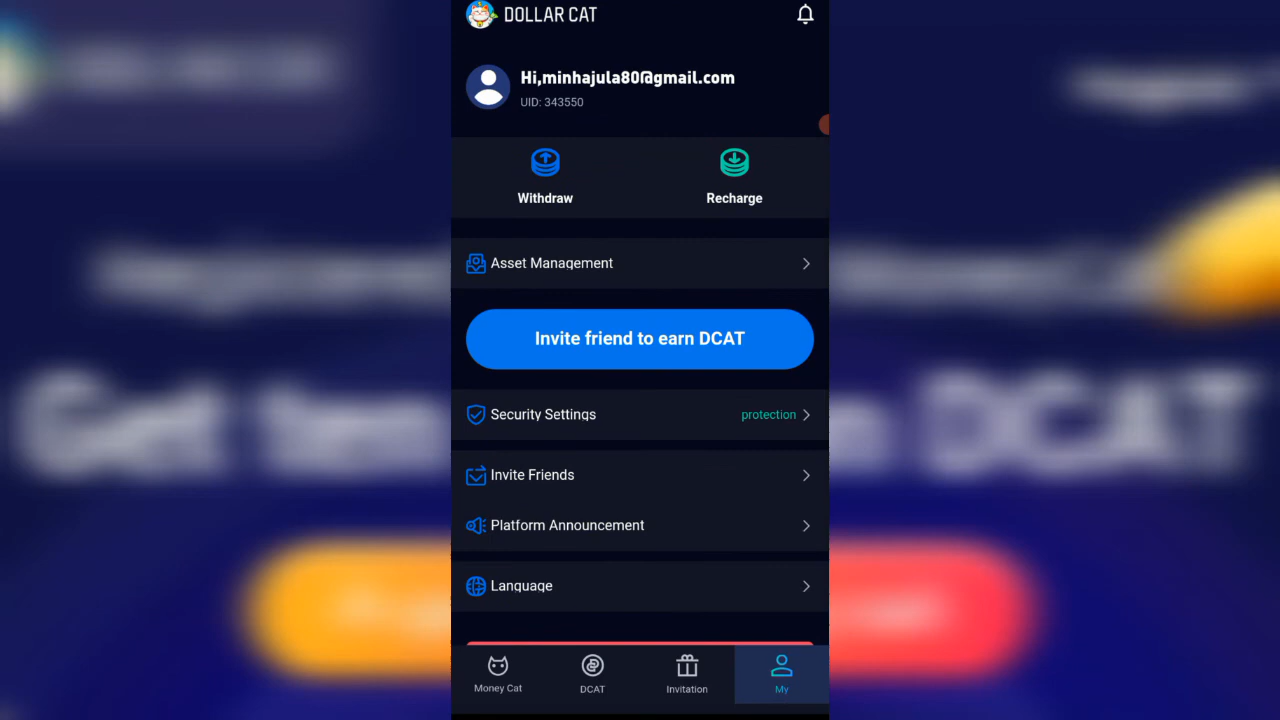 DOLLAR CAT
Hi,minhajula80@gmail.com
UID: 343550
Withdraw
Recharge
Asset Management
Invite friend to earn DCAT
Security Settings
protection
Invite Friends
Platform Announcement
Language
Money Cat
DCAT
Invitation
My
DCAT